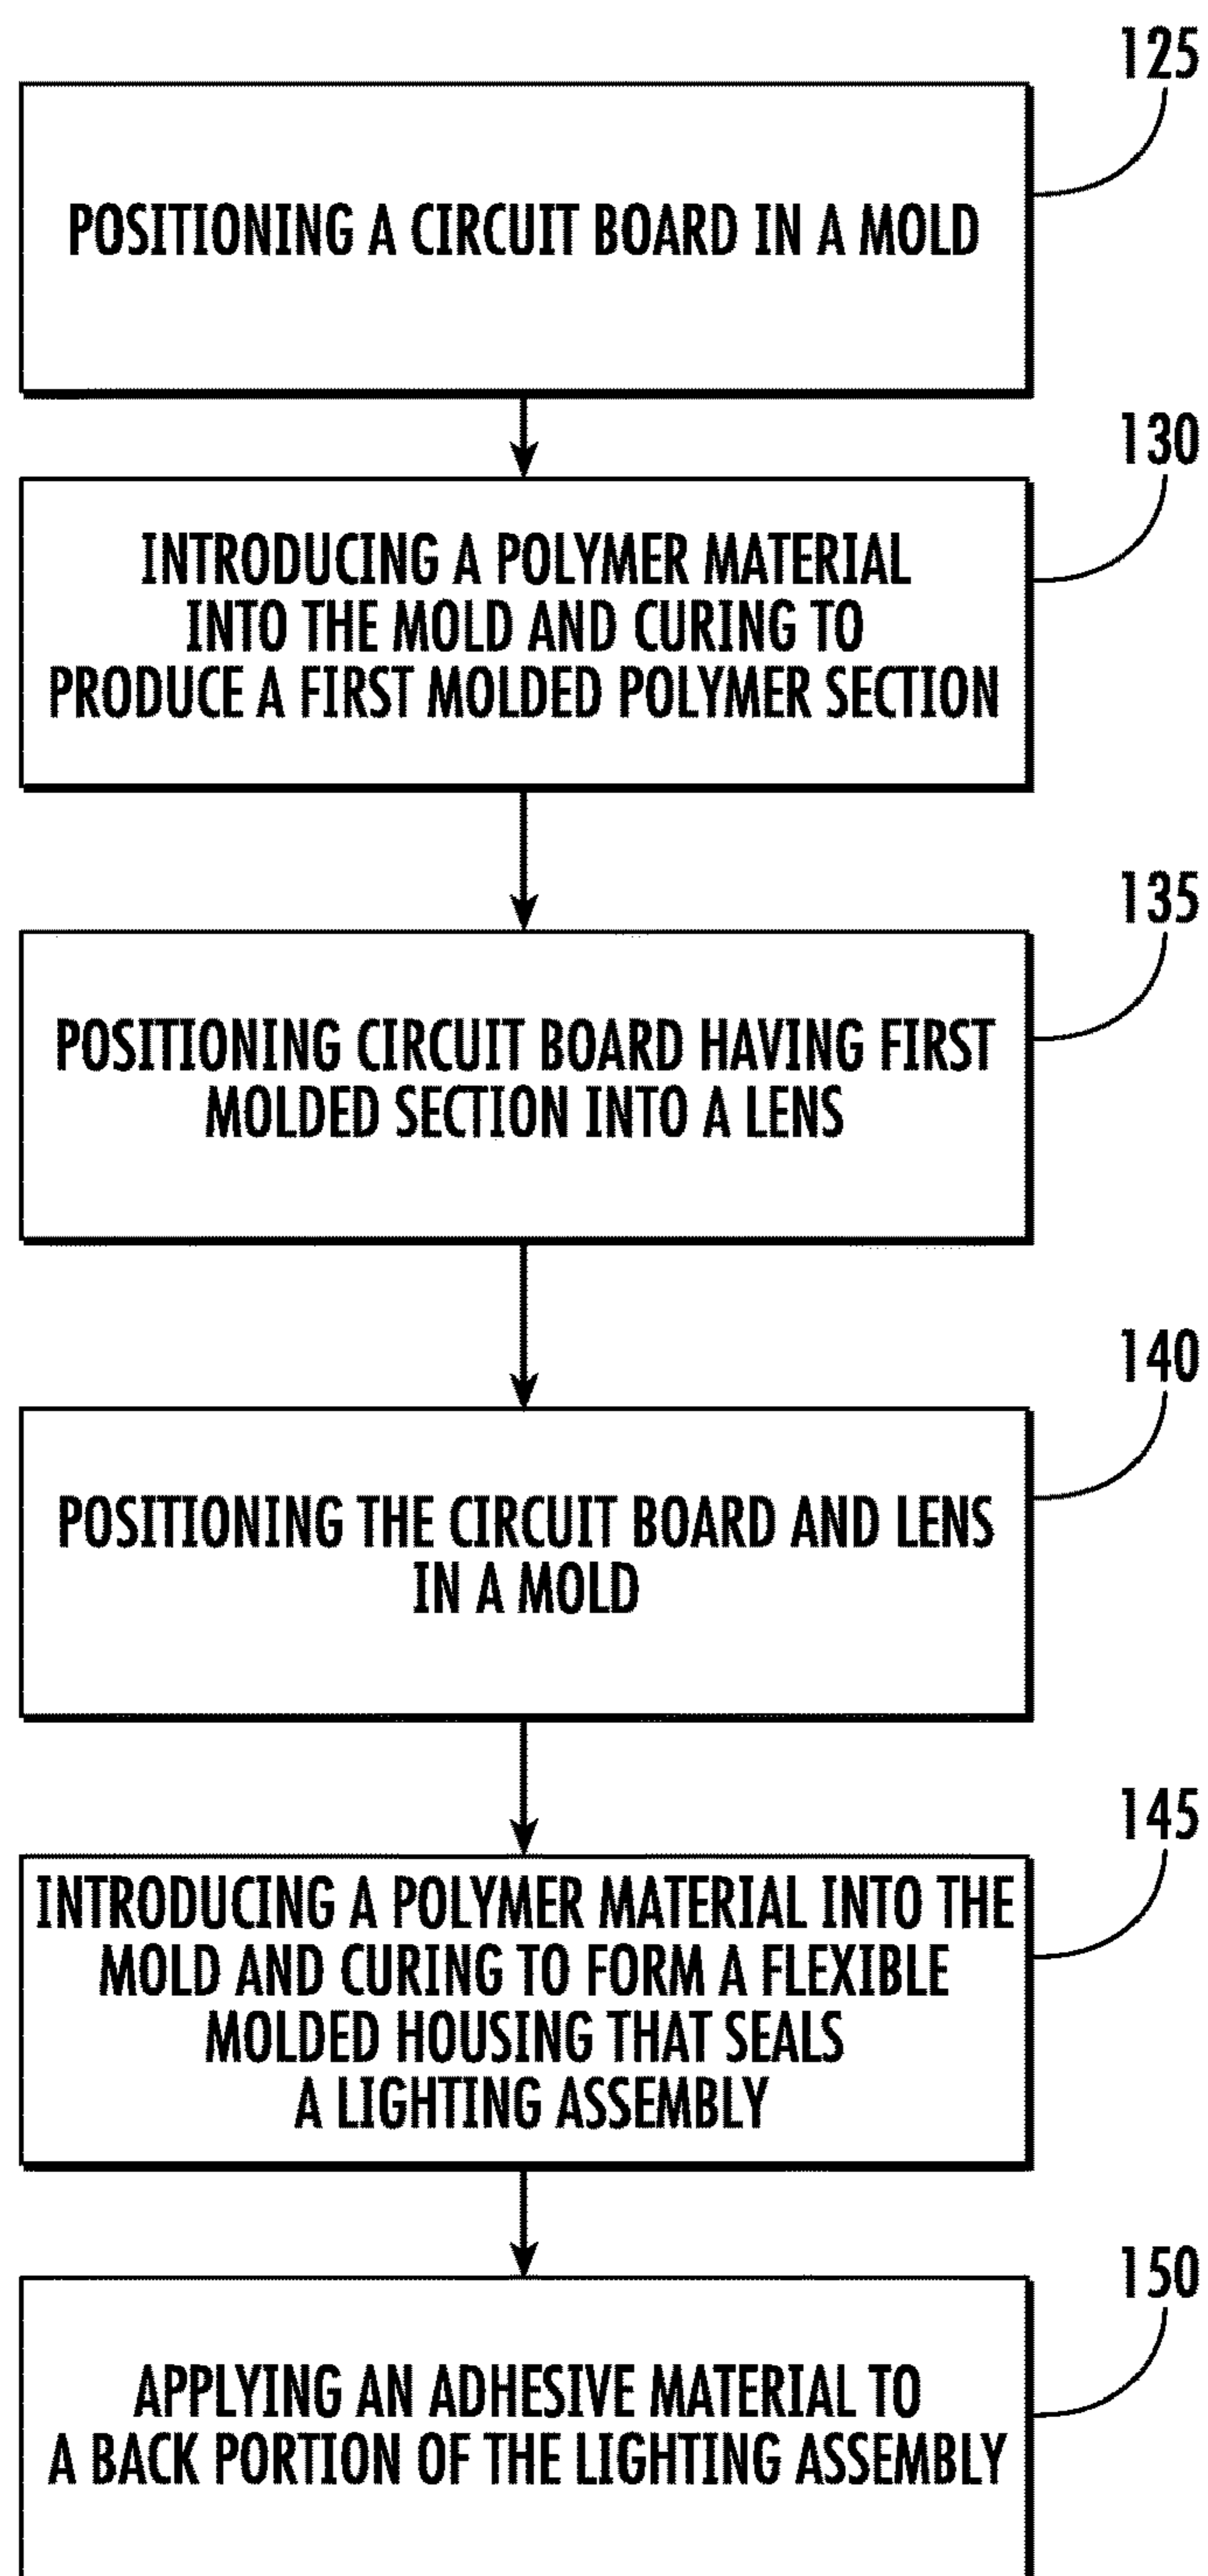 125
POSITIONING A CIRCUIT BOARD IN A MOLD
130
INTRODUCING A POLYMER MATERIAL
INTO THE MOLD AND CURING TO
PRODUCE A FIRST MOLDED POLYMER SECTION
135
POSITIONING CIRCUIT BOARD HAVING FIRST
MOLDED SECTION INTO A LENS
140
POSITIONING THE CIRCUIT BOARD AND LENS
IN A MOLD
145
INTRODUCING A POLYMER MATERIAL INTO THE
MOLD AND CURING TO FORM A FLEXIBLE
MOLDED HOUSING THAT SEALS
A LIGHTING ASSEMBLY
150
APPLYING AN ADHESIVE MATERIAL TO
A BACK PORTION OF THE LIGHTING ASSEMBLY